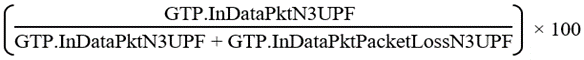 GTP.InDataPktN3UPF
GTP.InDataPktN3UPF + GTP.InDataPktPacketLossN3UPF
× 100